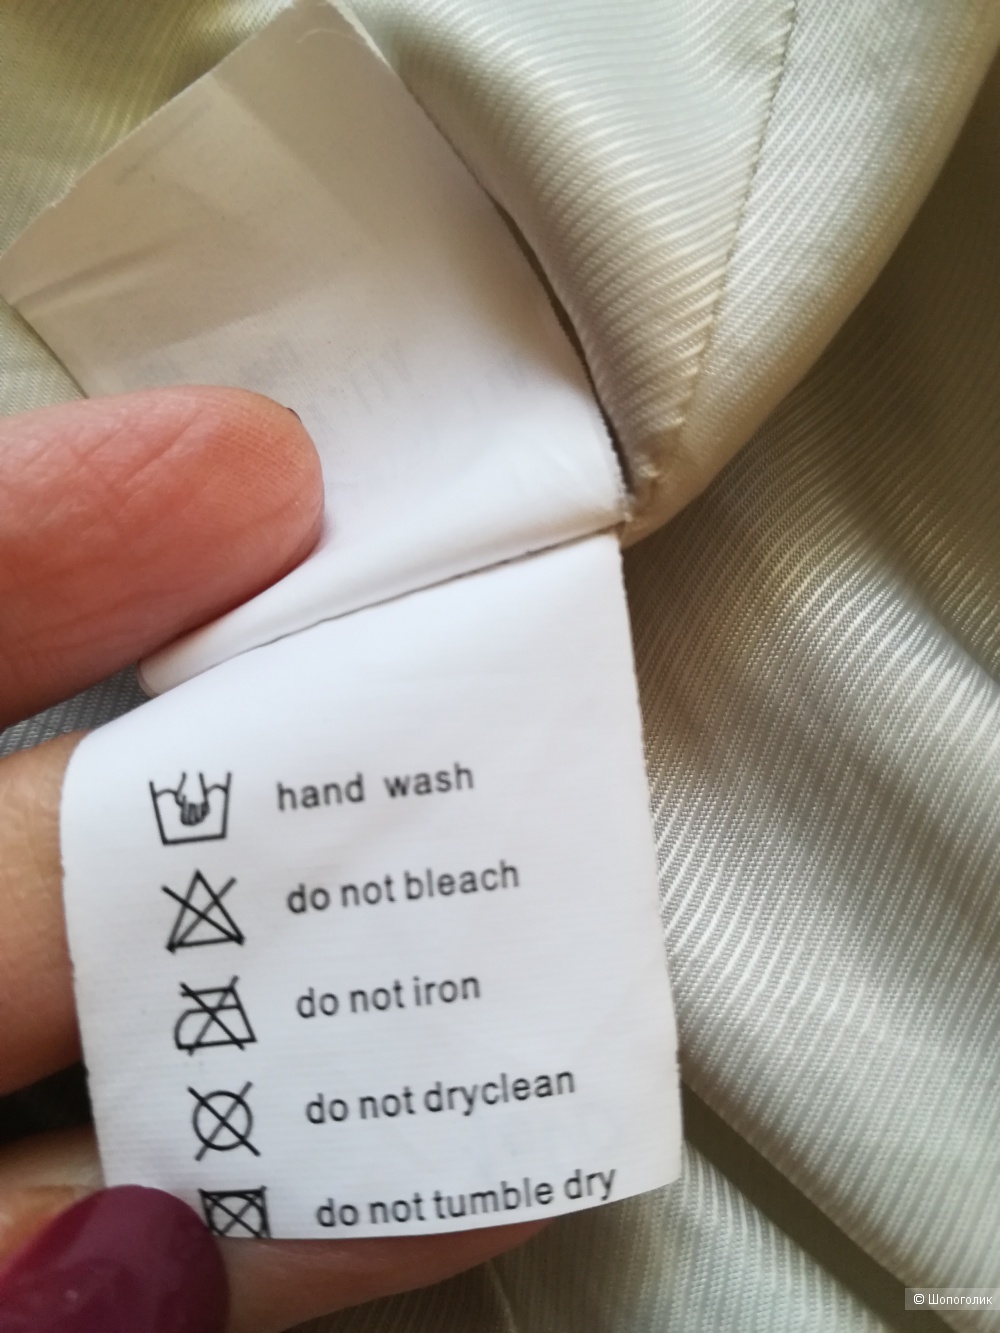 hand wash
do not bleach
do not iron
do not dryclean
do not tumble dry
© Шопоголик